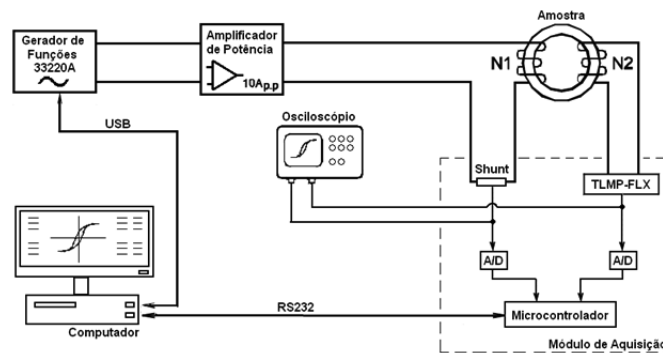 Gerador de
Funções
33220A
Amplificador
de Potência
10Ap.p
Amostra
N1
N2
USB
Osciloscópio
Shunt
TLMP-FLX
A/D
A/D
RS232
Microcontrolador
Computador
Módulo de Aquisição